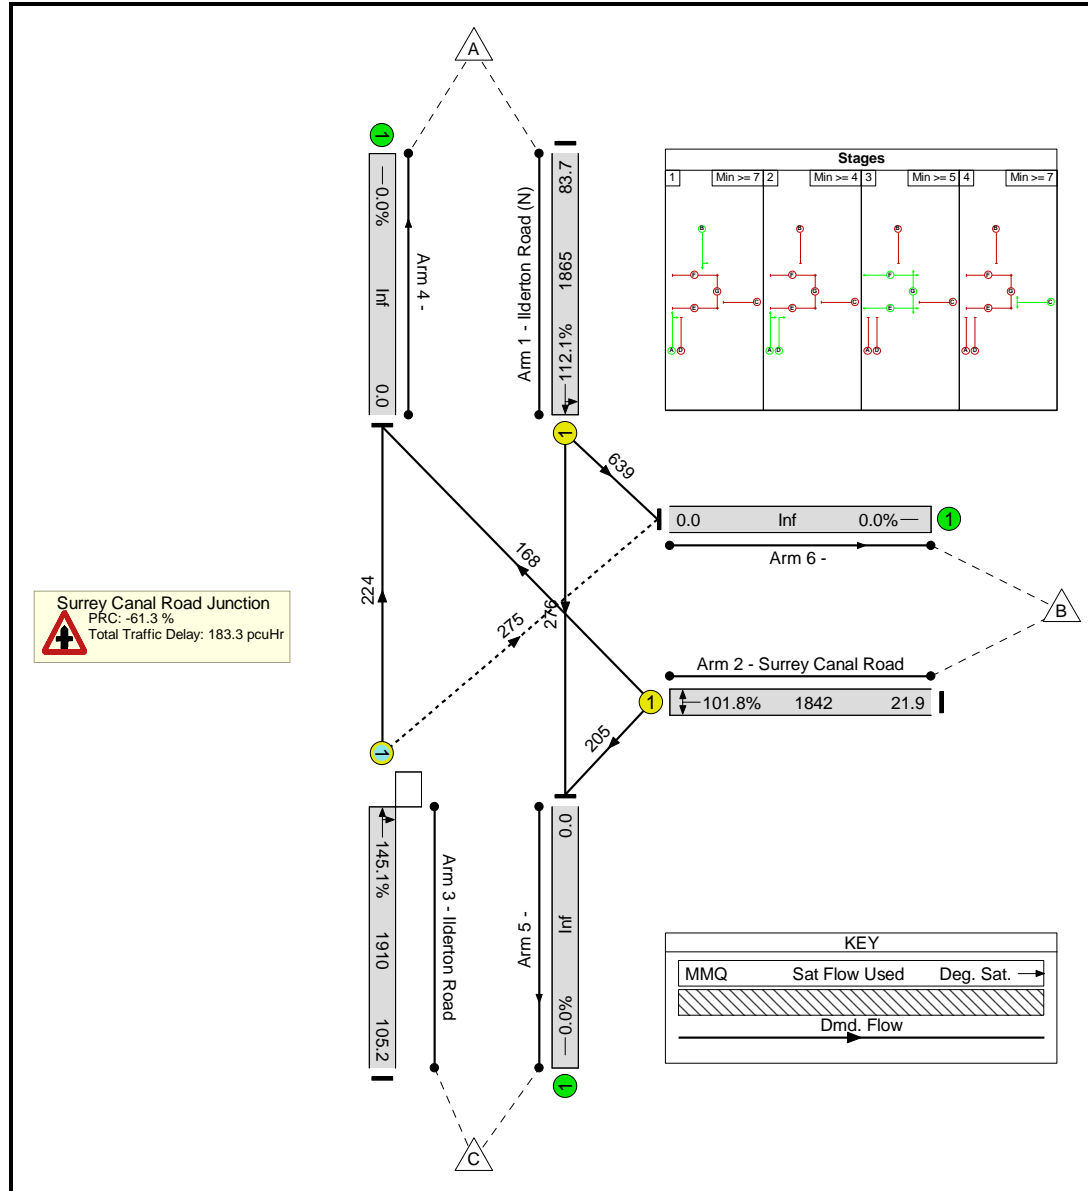 A
1
0.0%
Inf
0.0
Arm 4 -
Arm 1 - Ilderton Road (N)
83.7
1865
112.1%
1
Stages
1 Min >= 7 2 Min >= 4 3 Min >= 5 4 Min >= 7
B B B B
F F F F
G G G G
C C C C
E E E E
A D A D A D A D
639
0.0 Inf 0.0% 1
Arm 6 -
168
224
276
275
B
Surrey Canal Road Junction
PRC: -61.3 %
Total Traffic Delay: 183.3 pcuHr
Arm 2 - Surrey Canal Road
1 101.8% 1842 21.9
205
1
145.1%
1910
105.2
Arm 3 - Ilderton Road
Arm 5 -
0.0
Inf
0.0%
1
KEY
MMQ Sat Flow Used Deg. Sat.
Dmd. Flow
C